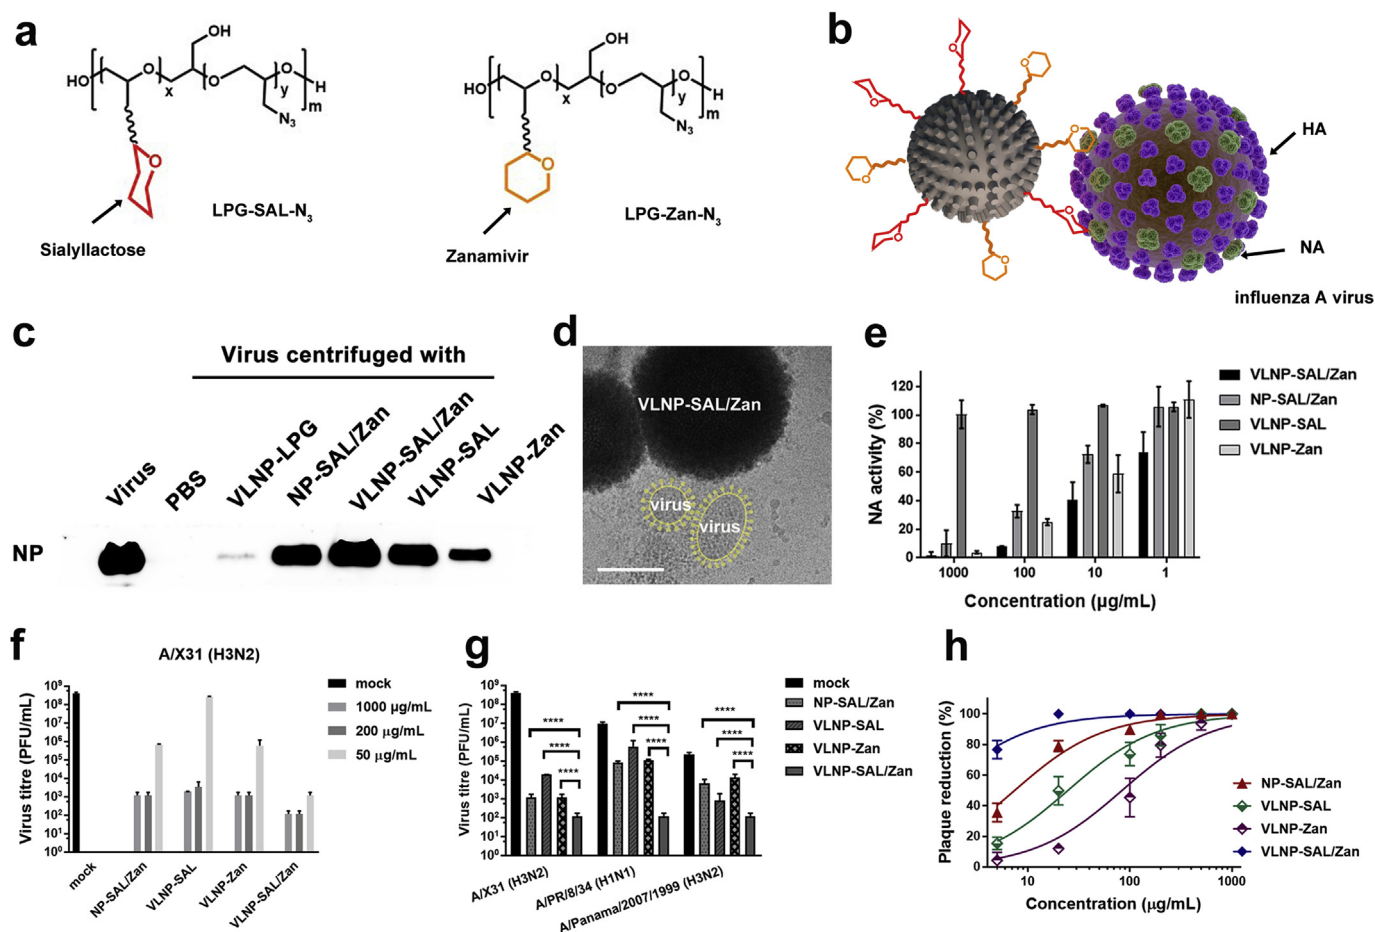 a
HO
O
OH
x
O
O
y
H
m
N3
Sialyllactose
LPG-SAL-N3
HO
O
OH
x
O
O
y
H
m
N3
Zanamivir
LPG-Zan-N3
b
HA
NA
influenza A virus
c
Virus centrifuged with
Virus
PBS
VLNP-LPG
NP-SAL/Zan
VLNP-SAL/Zan
VLNP-SAL
VLNP-Zan
NP
d
VLNP-SAL/Zan
virus
virus
e
NA activity (%)
120
100
80
60
40
20
0
1000 100 10 1
Concentration (µg/mL)
VLNP-SAL/Zan
NP-SAL/Zan
VLNP-SAL
VLNP-Zan
f
A/X31 (H3N2)
Virus titre (PFU/mL)
10⁹
10⁸
10⁷
10⁶
10⁵
10⁴
10³
10²
10¹
10⁰
mock
NP-SAL/Zan
VLNP-SAL
VLNP-Zan
VLNP-SAL/Zan
mock
1000 µg/mL
200 µg/mL
50 µg/mL
g
Virus titre (PFU/mL)
10⁹
10⁸
10⁷
10⁶
10⁵
10⁴
10³
10²
10¹
10⁰
****
****
****
****
****
****
****
****
****
A/X31 (H3N2)
A/PR/8/34 (H1N1)
A/Panama/2007/1999 (H3N2)
mock
NP-SAL/Zan
VLNP-SAL
VLNP-Zan
VLNP-SAL/Zan
h
Plaque reduction (%)
100
80
60
40
20
0
10 100 1000
Concentration (µg/mL)
NP-SAL/Zan
VLNP-SAL
VLNP-Zan
VLNP-SAL/Zan